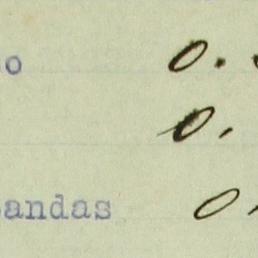 o 0.
0,
andas 0,